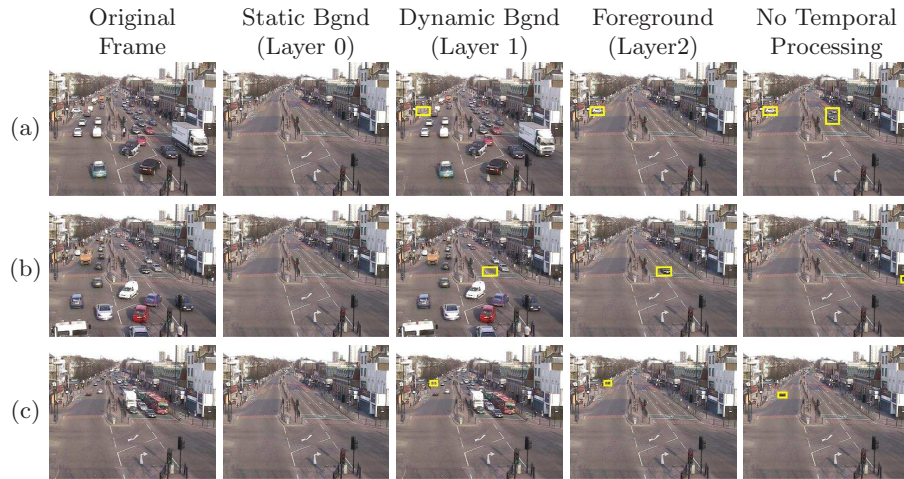 Original Frame
Static Bgnd (Layer 0)
Dynamic Bgnd (Layer 1)
Foreground (Layer2)
No Temporal Processing
(a)
(b)
(c)